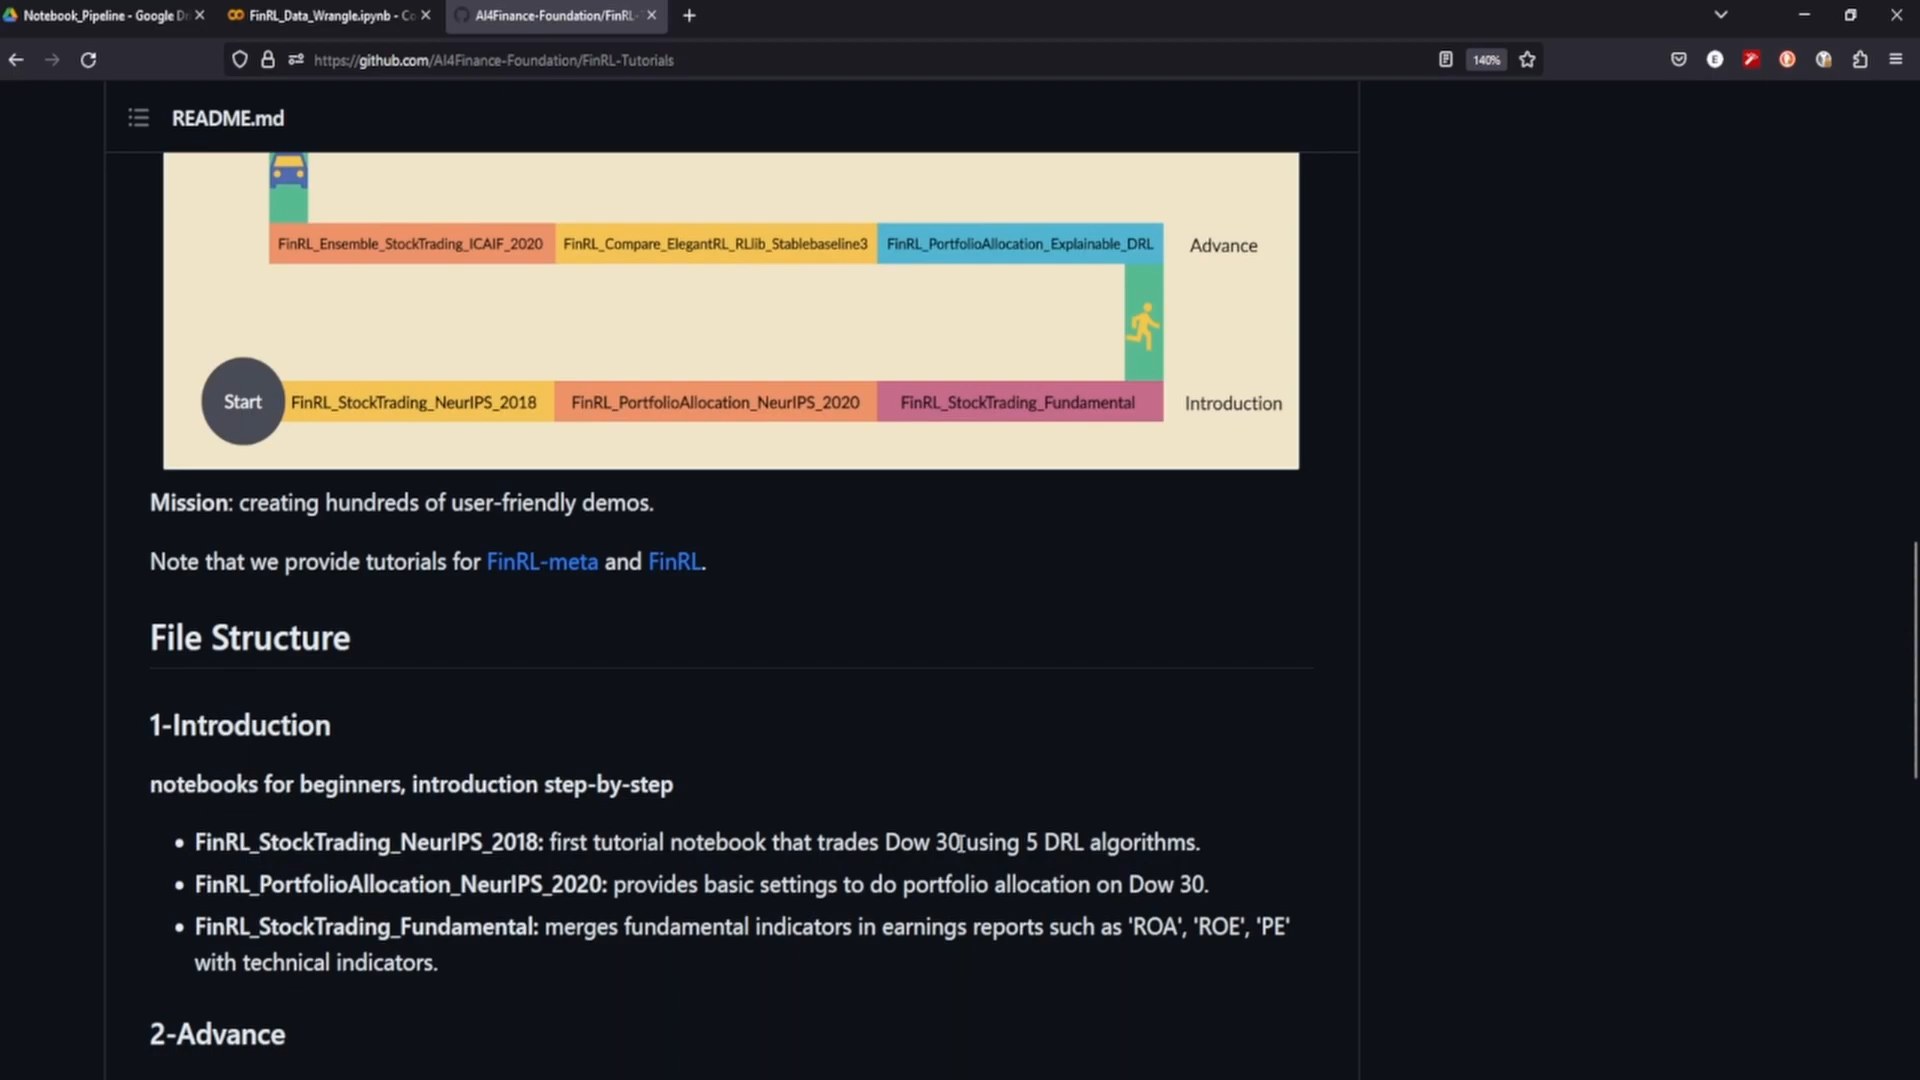 Notebook_Pipeline - Google Dr
FinRL_Data_Wrangle.ipynb - Co
AI4Finance-Foundation/FinRL-T
https://github.com/AI4Finance-Foundation/FinRL-Tutorials
140%
E
README.md
FinRL_Ensemble_StockTrading_ICAIF_2020
FinRL_Compare_ElegantRL_RLlib_Stablebaseline3
FinRL_PortfolioAllocation_Explainable_DRL
Advance
Start
FinRL_StockTrading_NeurIPS_2018
FinRL_PortfolioAllocation_NeurIPS_2020
FinRL_StockTrading_Fundamental
Introduction
Mission: creating hundreds of user-friendly demos.
Note that we provide tutorials for FinRL-meta and FinRL.
File Structure
1-Introduction
notebooks for beginners, introduction step-by-step
• FinRL_StockTrading_NeurIPS_2018: first tutorial notebook that trades Dow 30 using 5 DRL algorithms.
• FinRL_PortfolioAllocation_NeurIPS_2020: provides basic settings to do portfolio allocation on Dow 30.
• FinRL_StockTrading_Fundamental: merges fundamental indicators in earnings reports such as 'ROA', 'ROE', 'PE'
with technical indicators.
2-Advance